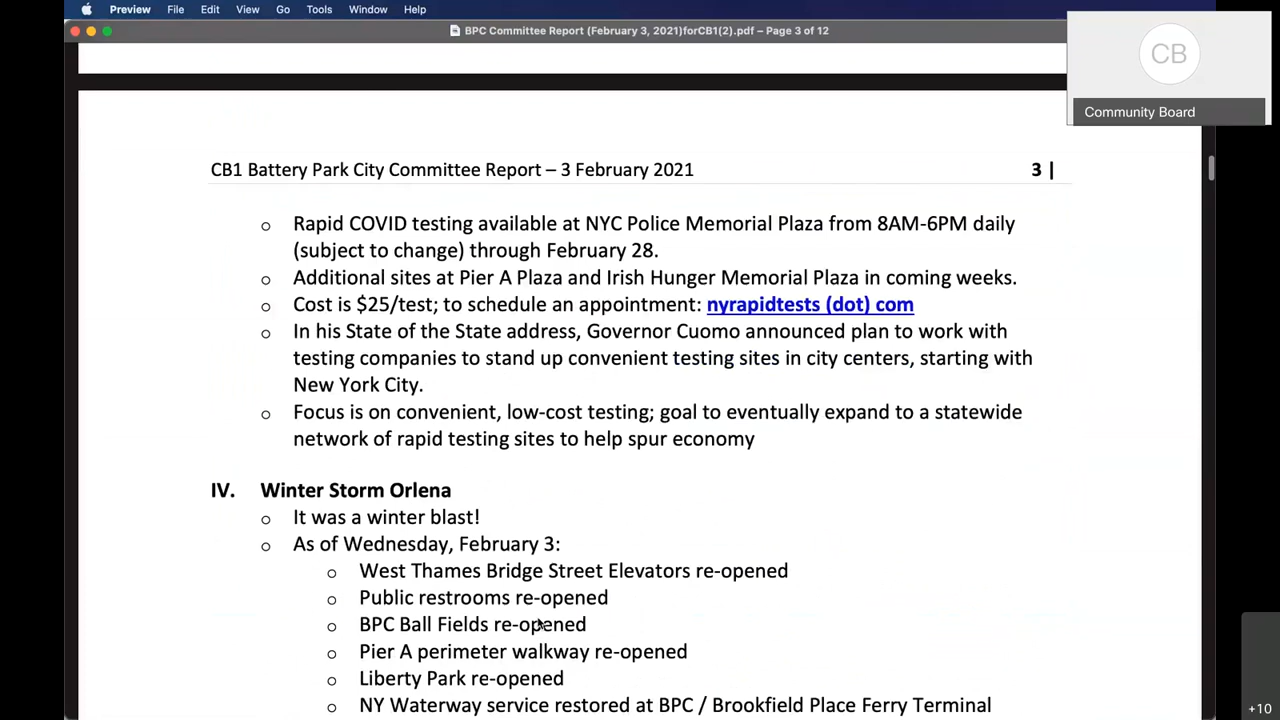 Preview File Edit View Go Tools Window Help
BPC Committee Report (February 3, 2021)forCB1(2).pdf – Page 3 of 12
CB
Community Board
CB1 Battery Park City Committee Report – 3 February 2021 3 |
o Rapid COVID testing available at NYC Police Memorial Plaza from 8AM-6PM daily
(subject to change) through February 28.
o Additional sites at Pier A Plaza and Irish Hunger Memorial Plaza in coming weeks.
o Cost is $25/test; to schedule an appointment: nyrapidtests (dot) com
o In his State of the State address, Governor Cuomo announced plan to work with
testing companies to stand up convenient testing sites in city centers, starting with
New York City.
o Focus is on convenient, low-cost testing; goal to eventually expand to a statewide
network of rapid testing sites to help spur economy
IV. Winter Storm Orlena
o It was a winter blast!
o As of Wednesday, February 3:
o West Thames Bridge Street Elevators re-opened
o Public restrooms re-opened
o BPC Ball Fields re-opened
o Pier A perimeter walkway re-opened
o Liberty Park re-opened
o NY Waterway service restored at BPC / Brookfield Place Ferry Terminal
+10